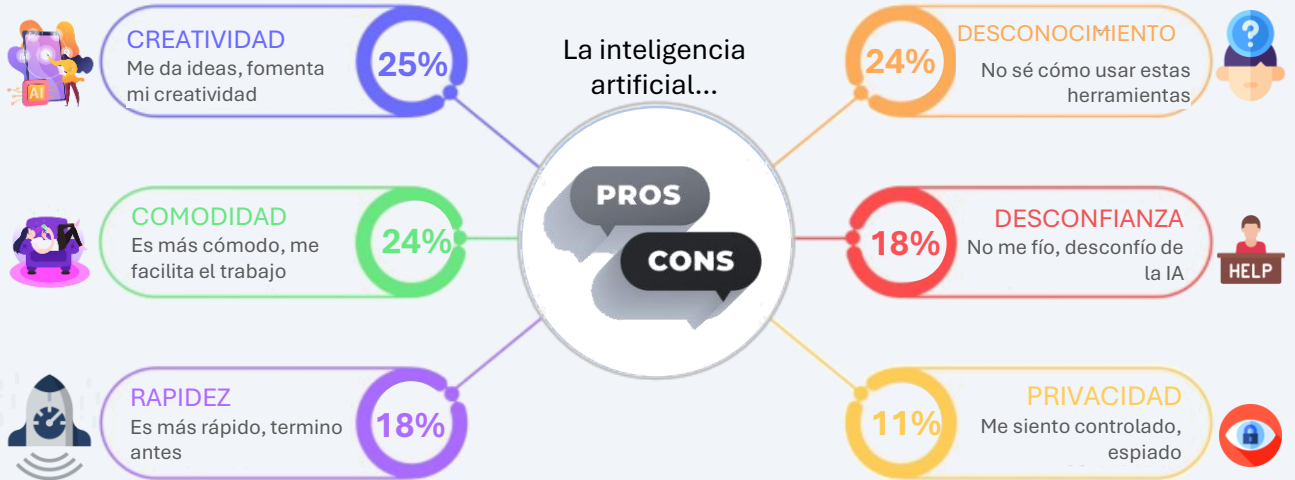 La inteligencia
artificial...
CREATIVIDAD
Me da ideas, fomenta
mi creatividad
25%
AI
COMODIDAD
Es más cómodo, me
facilita el trabajo
24%
RAPIDEZ
Es más rápido, termino
antes
18%
PROS
CONS
24%
DESCONOCIMIENTO
No sé cómo usar estas
herramientas
?
18%
DESCONFIANZA
No me fío, desconfío de
la IA
HELP
11%
PRIVACIDAD
Me siento controlado,
espiado